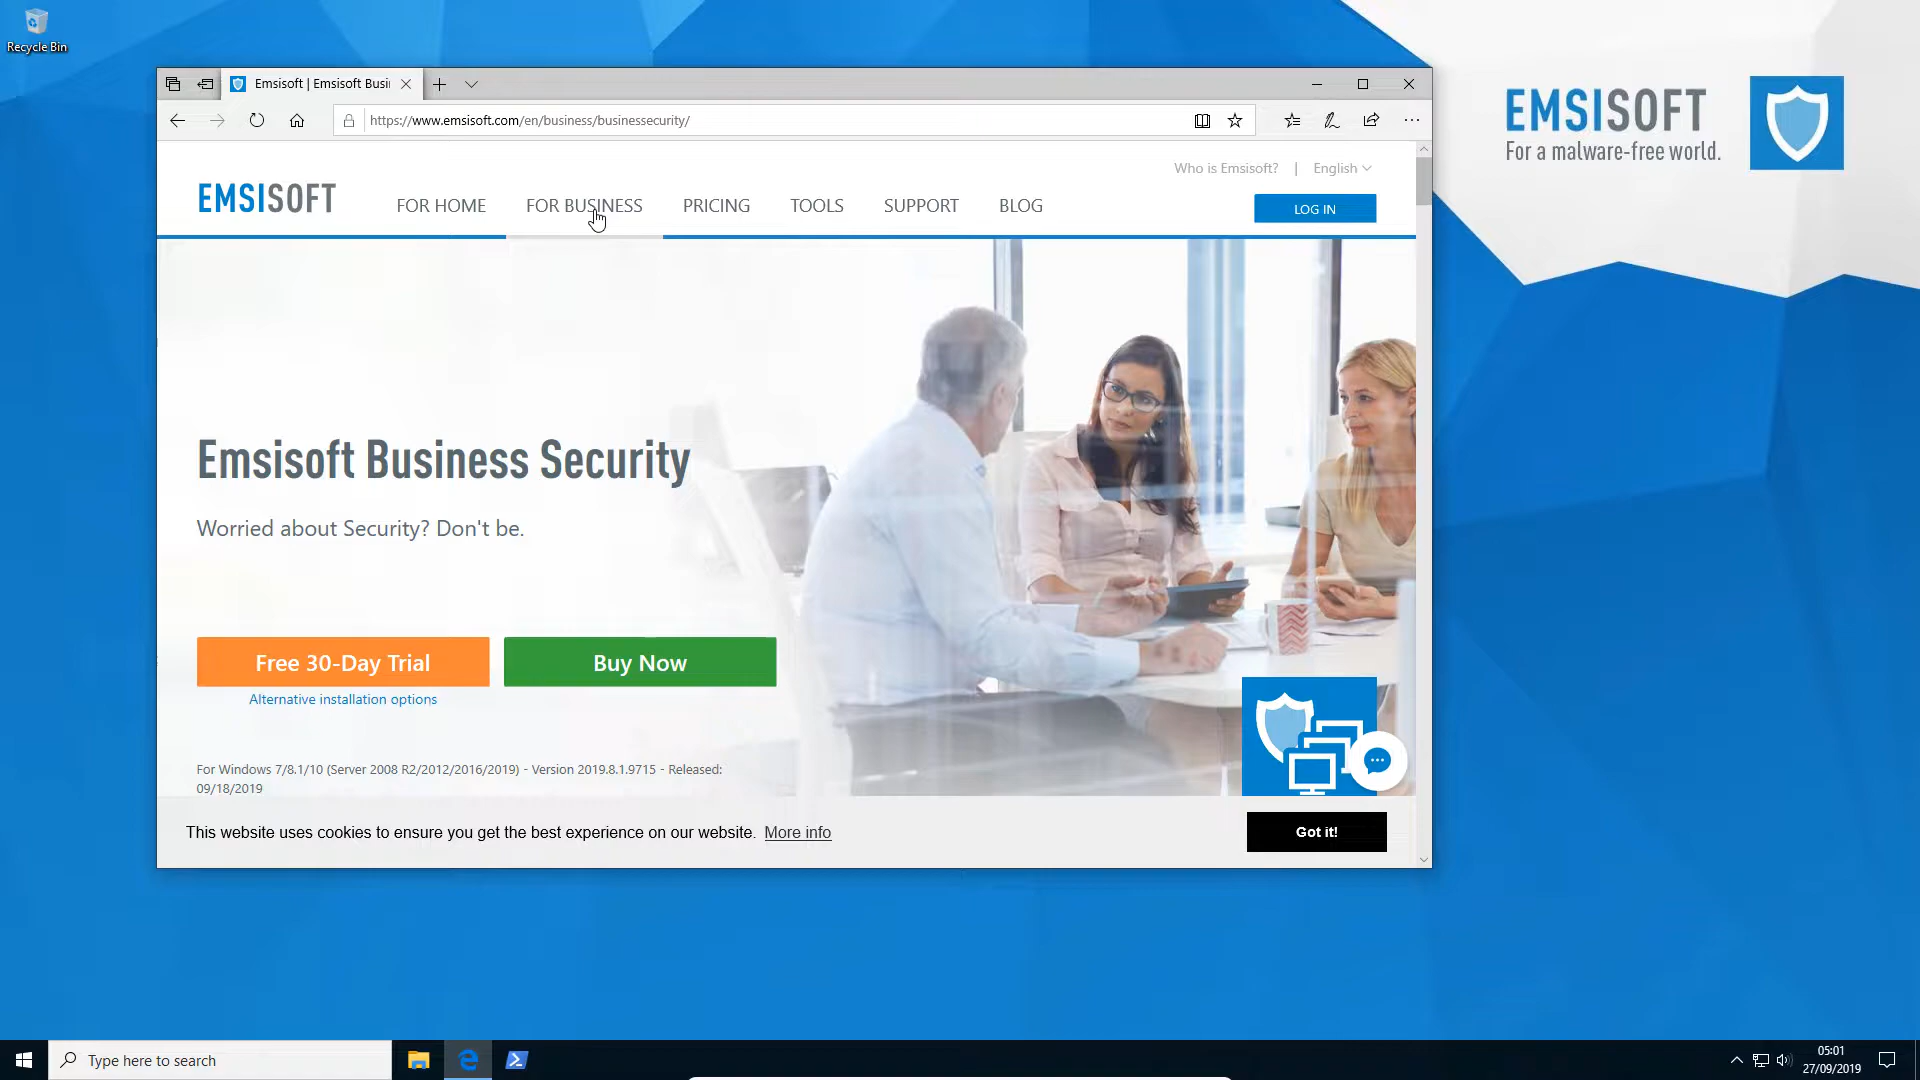 Recycle Bin
Emsisoft | Emsisoft Busi
https://www.emsisoft.com/en/business/businessecurity/
EMSISOFT
For a malware-free world.
Who is Emsisoft? | English
EMSISOFT
FOR HOME FOR BUSINESS PRICING TOOLS SUPPORT BLOG
LOG IN
Emsisoft Business Security
Worried about Security? Don't be.
Free 30-Day Trial
Buy Now
Alternative installation options
For Windows 7/8.1/10 (Server 2008 R2/2012/2016/2019) - Version 2019.8.1.9715 - Released:
09/18/2019
This website uses cookies to ensure you get the best experience on our website. More info
Got it!
Type here to search
05:01
27/09/2019